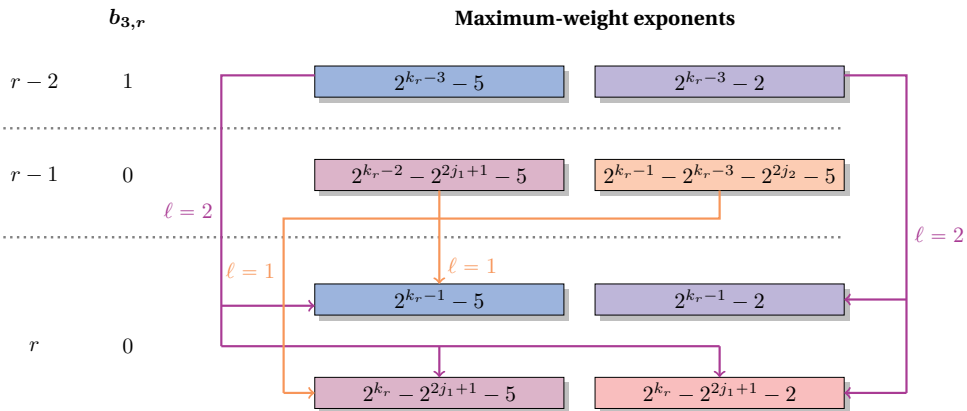 b₃,ᵣ Maximum-weight exponents
r − 2 1 2^{k_r−3} − 5 2^{k_r−3} − 2
r − 1 0 2^{k_r−2} − 2^{2j_1+1} − 5 2^{k_r−1} − 2^{k_r−3} − 2^{2j_2} − 5
ℓ = 2
ℓ = 2
ℓ = 1 ℓ = 1
2^{k_r−1} − 5 2^{k_r−1} − 2
r 0
2^{k_r} − 2^{2j_1+1} − 5 2^{k_r} − 2^{2j_1+1} − 2